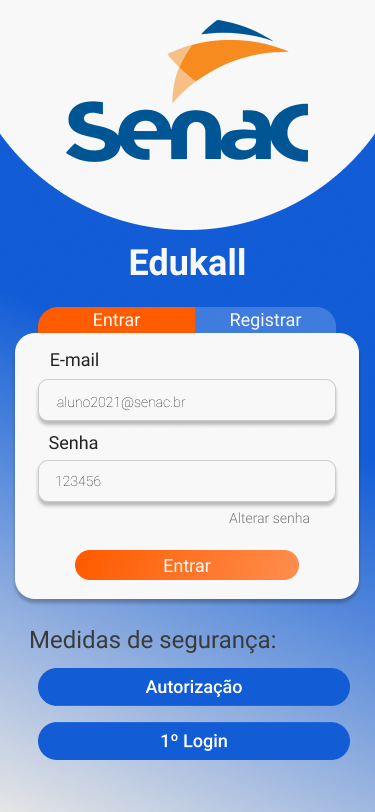 Senac
Edukall
Entrar
Registrar
E-mail
aluno2021@senac.br
Senha
123456
Alterar senha
Entrar
Medidas de segurança:
Autorização
1º Login